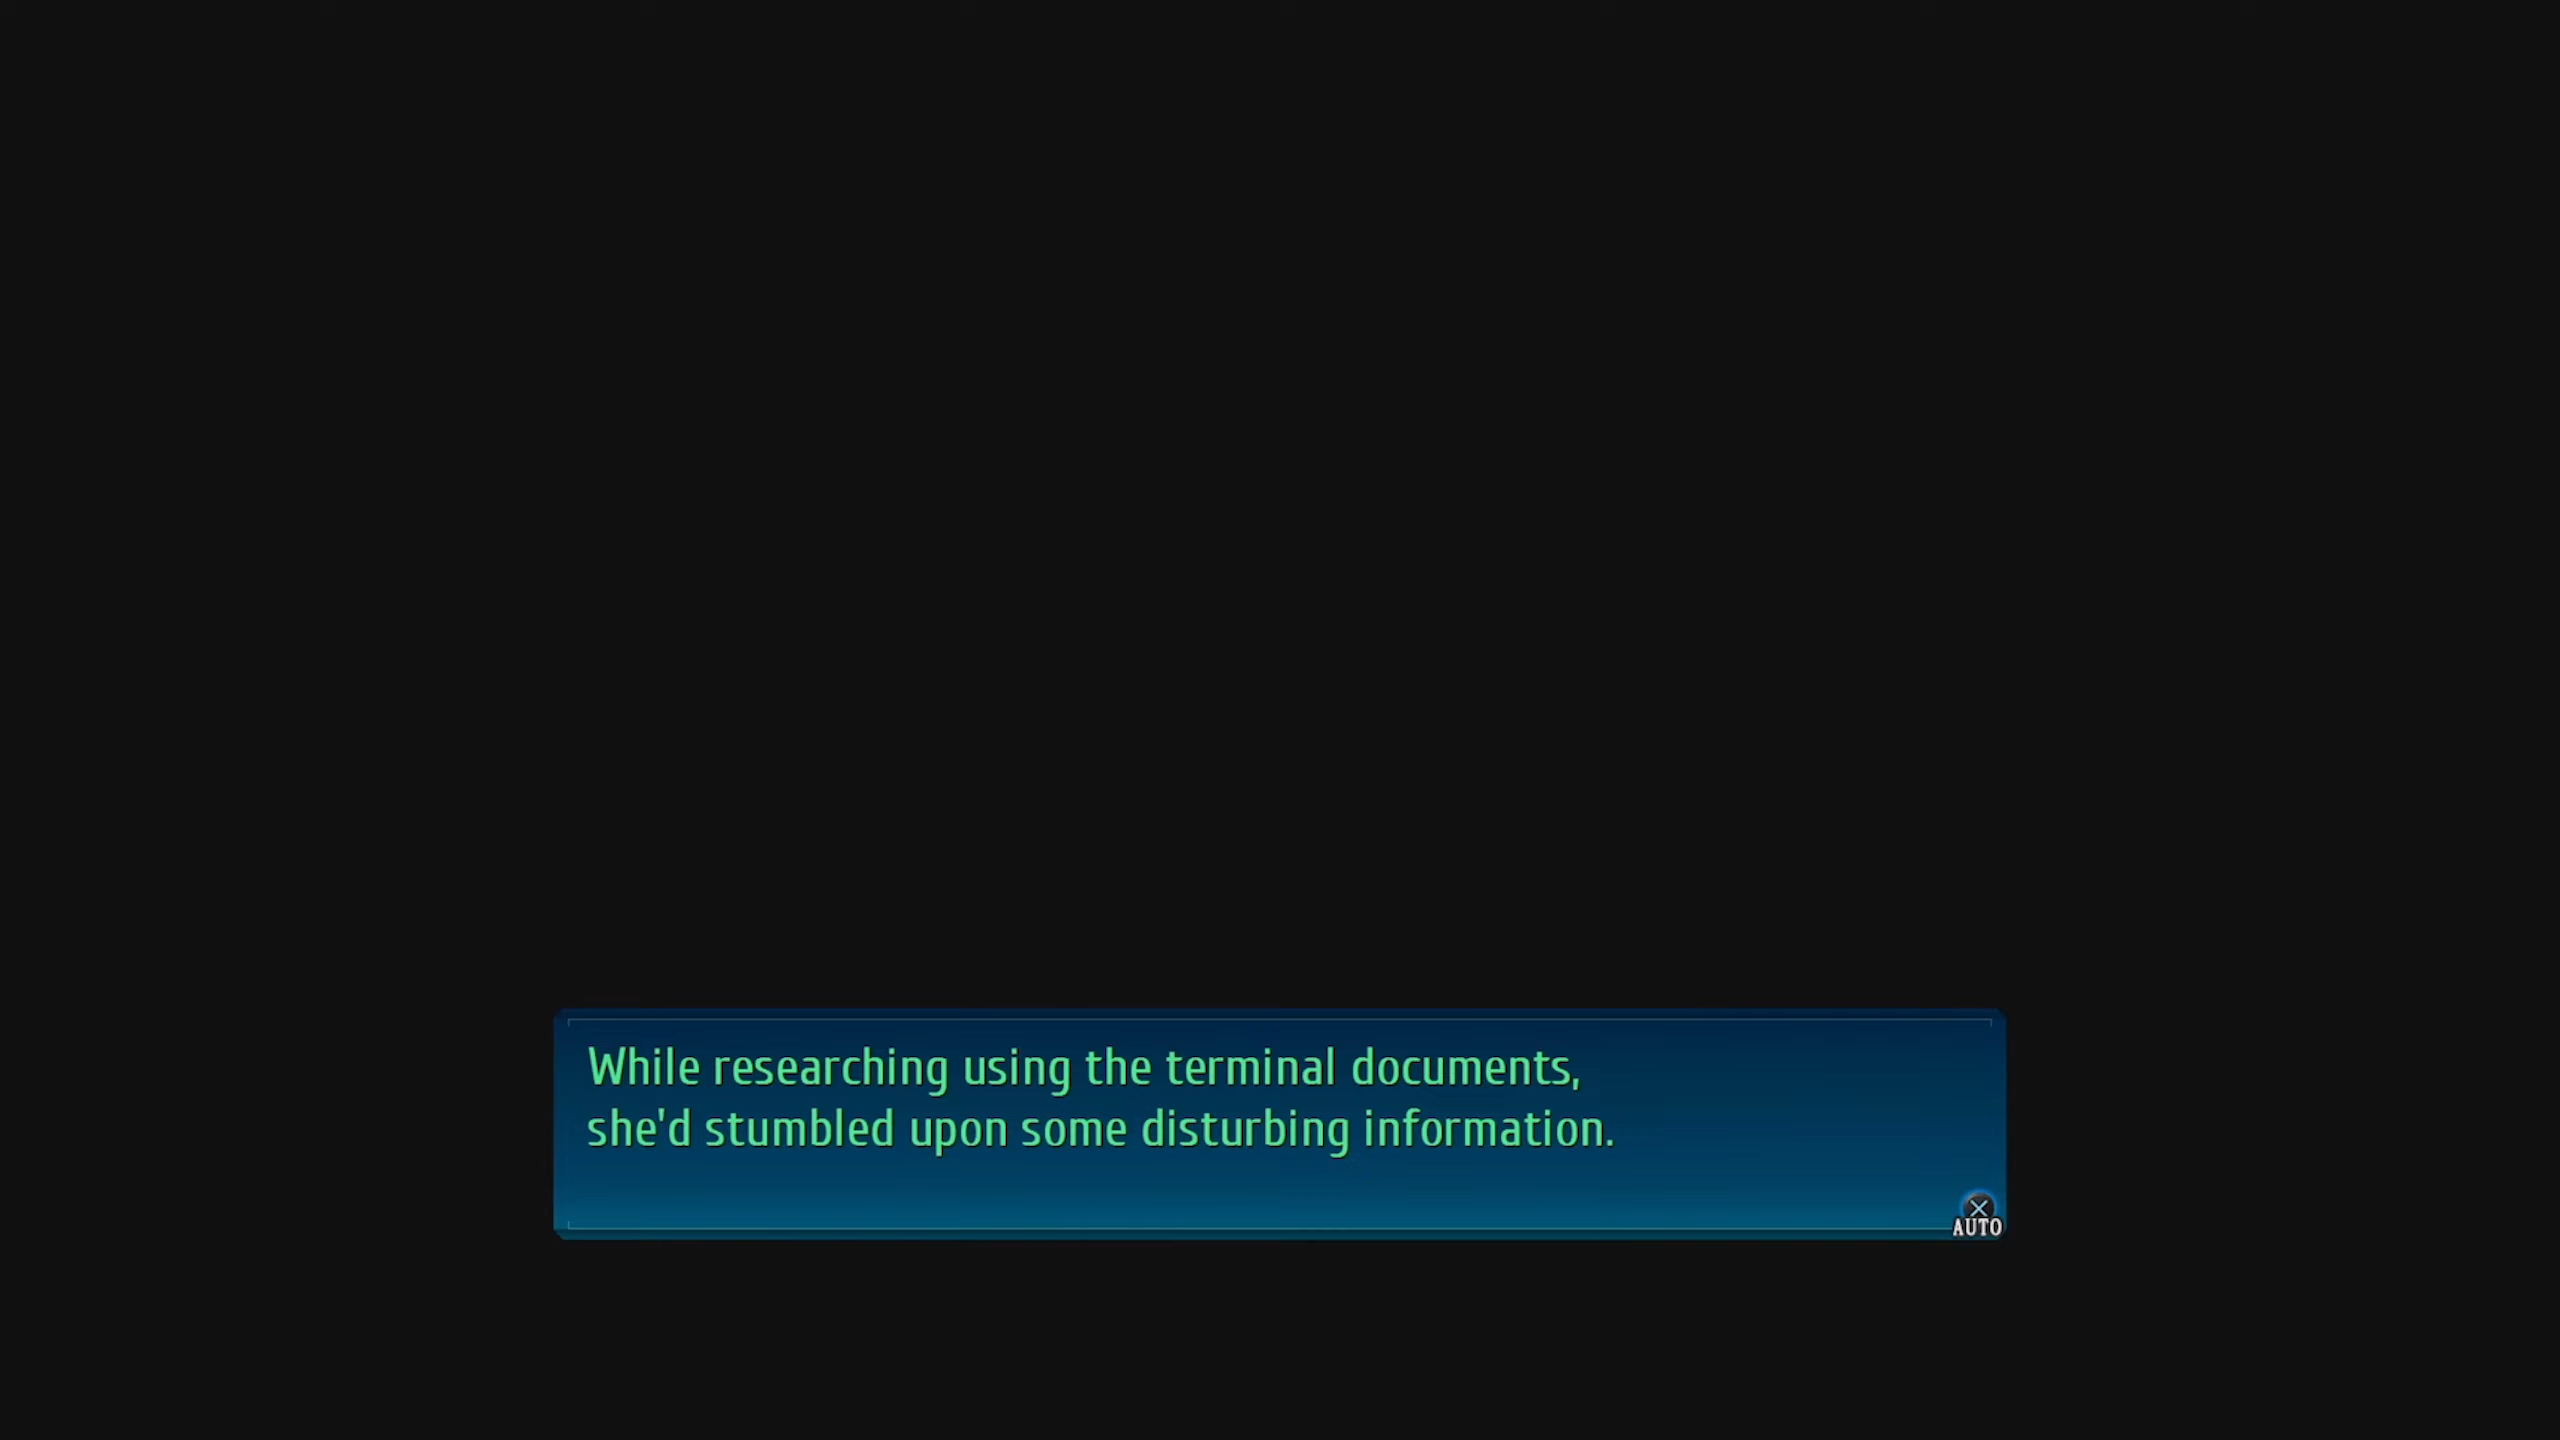 While researching using the terminal documents,
she'd stumbled upon some disturbing information.
AUTO